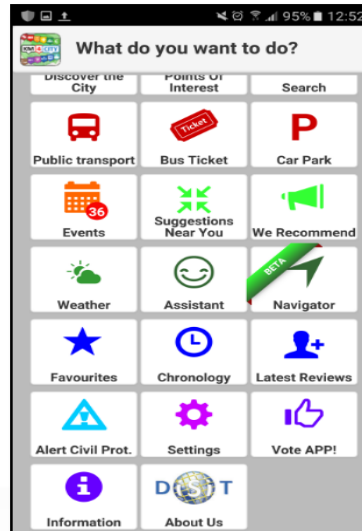 95% 12:52
What do you want to do?
Discover the Points Of
City Interest Search
Public transport Bus Ticket Car Park
Ticket
P
36
Events Suggestions Near You We Recommend
BETA
Weather Assistant Navigator
Favourites Chronology Latest Reviews
Alert Civil Prot. Settings Vote APP!
i
D S T
Information About Us